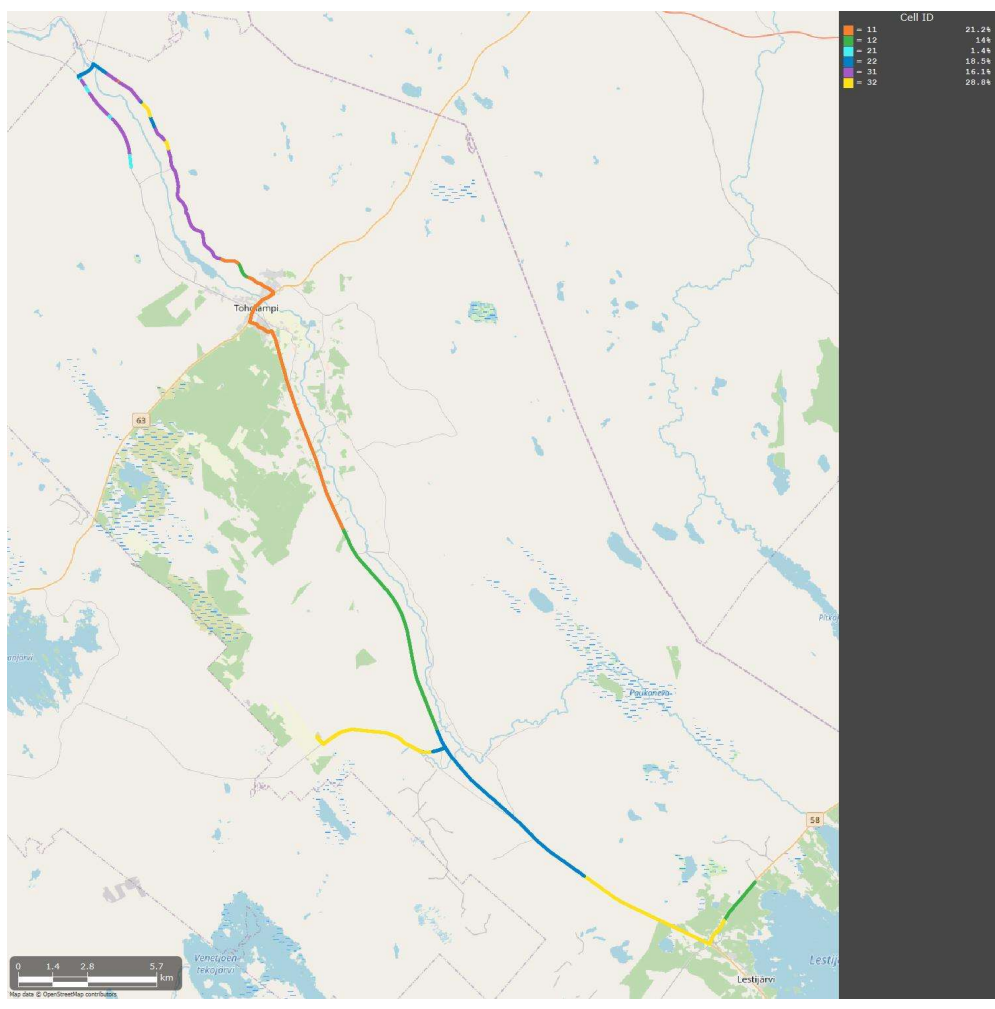 Cell ID
= 11 21.2%
= 12 14%
= 21 1.4%
= 22 18.5%
= 31 16.1%
= 32 28.8%
Toholampi
63
58
Paukaneva
Venetjoen
tekojärvi
Lestijärvi
0 1.4 2.8 5.7
km
Map data © OpenStreetMap contributors